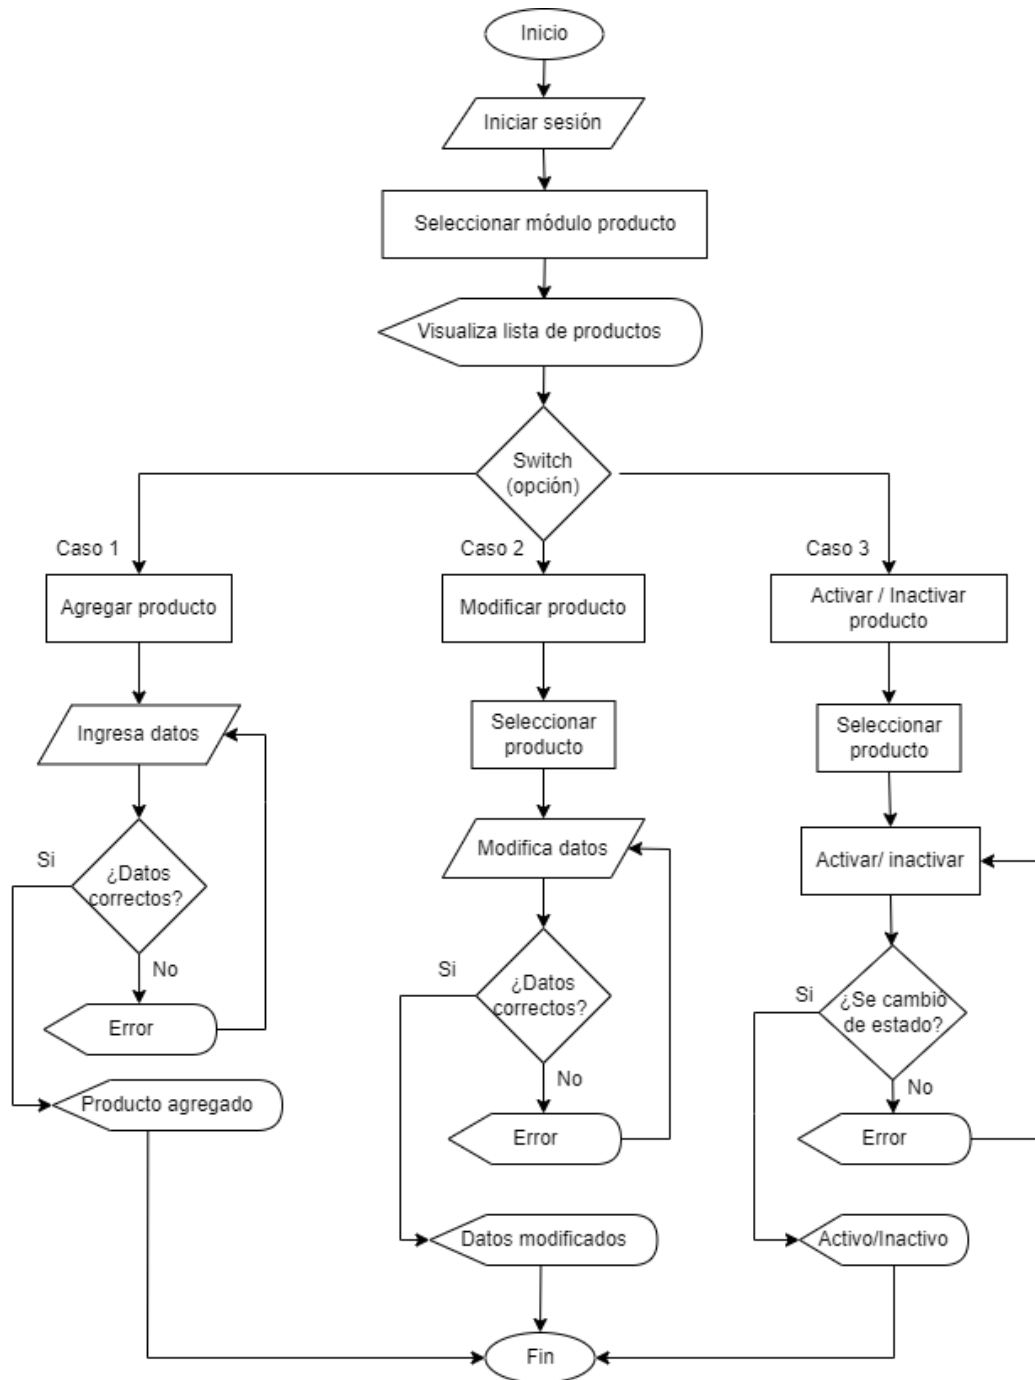 Inicio
Iniciar sesión
Seleccionar módulo producto
Visualiza lista de productos
Switch
(opción)
Caso 1
Agregar producto
Ingresa datos
¿Datos
correctos?
Si
No
Error
Producto agregado
Caso 2
Modificar producto
Seleccionar
producto
Modifica datos
¿Datos
correctos?
Si
No
Error
Datos modificados
Caso 3
Activar / Inactivar
producto
Seleccionar
producto
Activar/ inactivar
¿Se cambió
de estado?
Si
No
Error
Activo/Inactivo
Fin